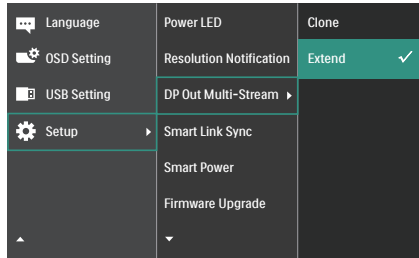 Language
OSD Setting
USB Setting
Setup
Power LED
Resolution Notification
DP Out Multi-Stream
Smart Link Sync
Smart Power
Firmware Upgrade
Clone
Extend